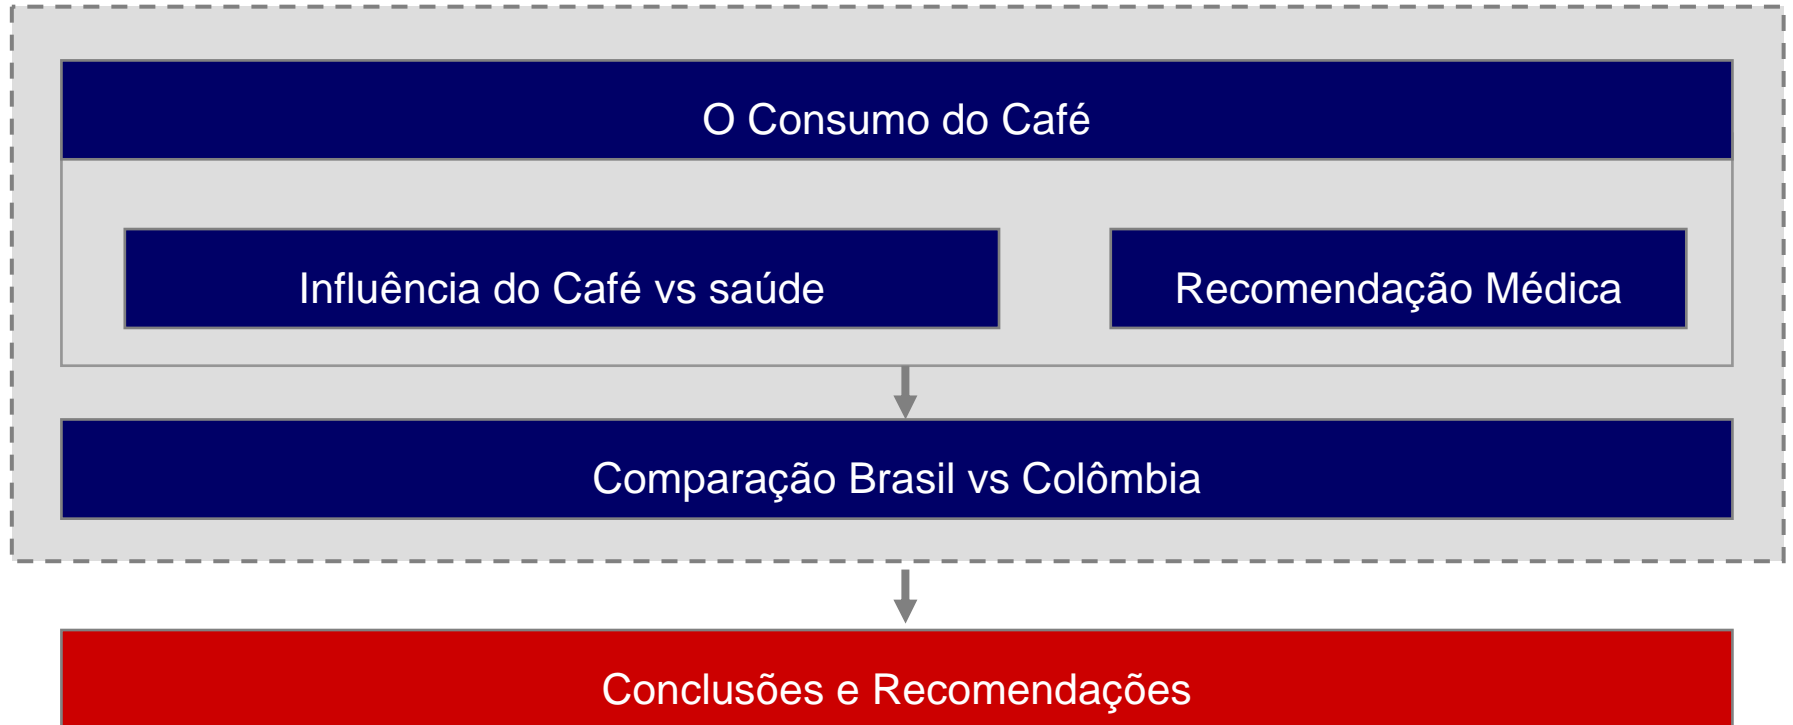 O Consumo do Café
Influência do Café vs saúde
Recomendação Médica
Comparação Brasil vs Colômbia
Conclusões e Recomendações